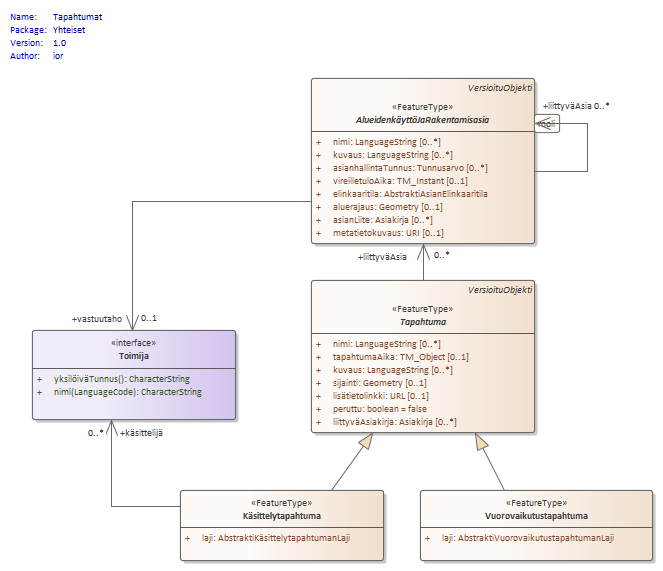 Name: Tapahtumat
Package: Yhteiset
Version: 1.0
Author: ior
VersioituObjekti
«FeatureType»
AlueidenkäyttöJaRakentamisasia
+ nimi: LanguageString [0..*]
+ kuvaus: LanguageString [0..*]
+ asianhallintaTunnus: Tunnusarvo [0..*]
+ vireilletuloAika: TM_Instant [0..1]
+ elinkaaritila: AbstraktiAsianElinkaaritila
+ aluerajaus: Geometry [0..1]
+ asianLiite: Asiakirja [0..*]
+ metatietokuvaus: URI [0..1]
+liittyväAsia 0..*
+liittyväAsia 0..*
VersioituObjekti
«FeatureType»
Tapahtuma
+ nimi: LanguageString [0..*]
+ tapahtumaAika: TM_Object [0..1]
+ kuvaus: LanguageString [0..*]
+ sijainti: Geometry [0..1]
+ lisätietolinkki: URL [0..1]
+ peruttu: boolean = false
+ liittyväAsiakirja: Asiakirja [0..*]
+vastuutaho 0..1
«interface»
Toimija
+ yksilöiväTunnus(): CharacterString
+ nimi(LanguageCode): CharacterString
0..* +käsittelijä
«FeatureType»
Käsittelytapahtuma
+ laji: AbstraktiKäsittelytapahtumanLaji
«FeatureType»
Vuorovaikutustapahtuma
+ laji: AbstraktiVuorovaikutustapahtumanLaji